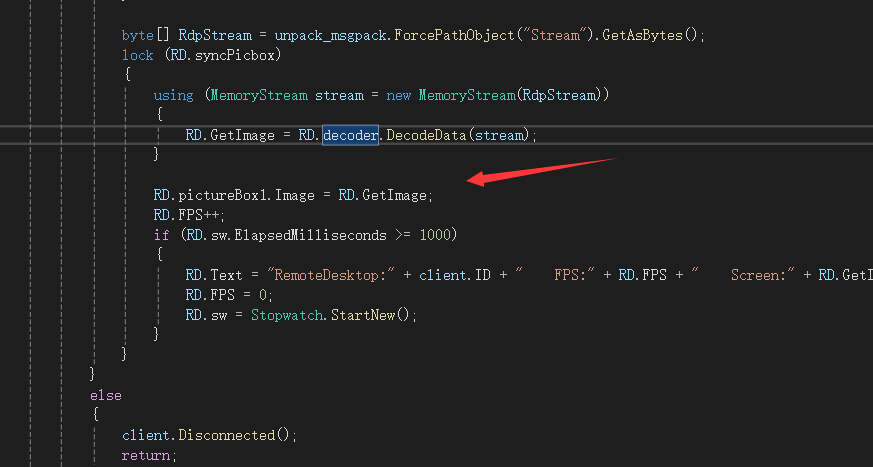 }
byte[] RdpStream = unpack_msgpack.ForcePathObject("Stream").GetAsBytes();
lock (RD.syncPicbox)
{
using (MemoryStream stream = new MemoryStream(RdpStream))
{
RD.GetImage = RD.decoder.DecodeData(stream);
}
RD.pictureBox1.Image = RD.GetImage;
RD.FPS++;
if (RD.sw.ElapsedMilliseconds >= 1000)
{
RD.Text = "RemoteDesktop:" + client.ID + "    FPS:" + RD.FPS + "    Screen:" + RD.GetI
RD.FPS = 0;
RD.sw = Stopwatch.StartNew();
}
}
}
else
{
client.Disconnected();
return;